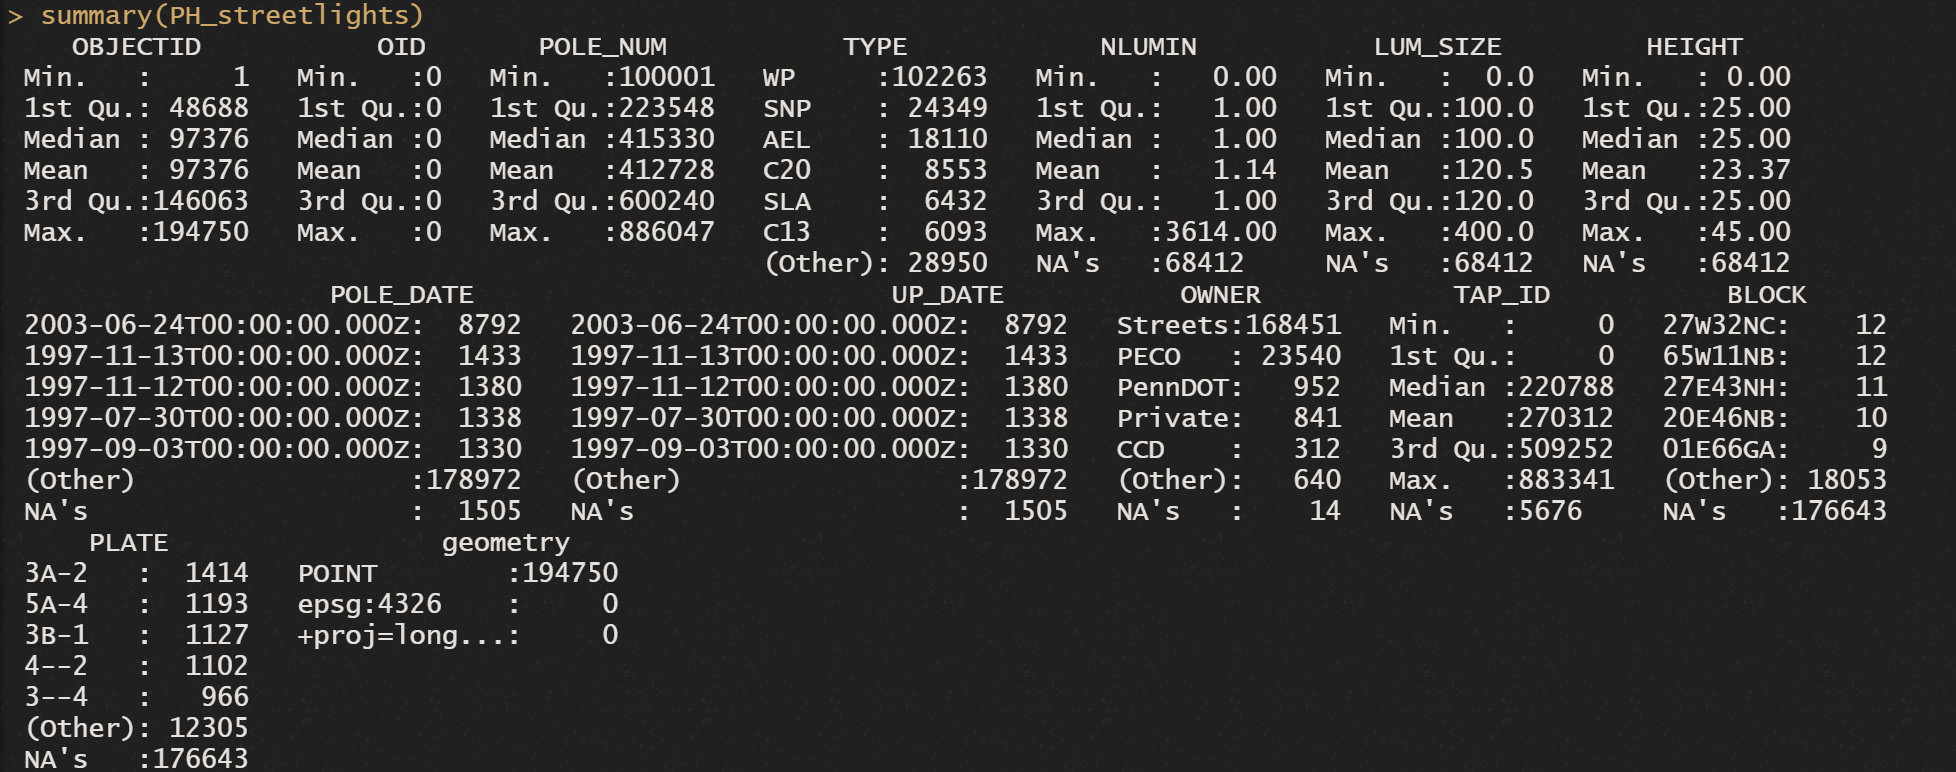 > summary(PH_streetlights)
OBJECTID OID POLE_NUM TYPE NLUMIN LUM_SIZE HEIGHT
Min. : 1 Min. :0 Min. :100001 WP :102263 Min. : 0.00 Min. : 0.0 Min. : 0.00
1st Qu.: 48688 1st Qu.:0 1st Qu.:223548 SNP : 24349 1st Qu.: 1.00 1st Qu.:100.0 1st Qu.:25.00
Median : 97376 Median :0 Median :415330 AEL : 18110 Median : 1.00 Median :100.0 Median :25.00
Mean : 97376 Mean :0 Mean :412728 C20 : 8553 Mean : 1.14 Mean :120.5 Mean :23.37
3rd Qu.:146063 3rd Qu.:0 3rd Qu.:600240 SLA : 6432 3rd Qu.: 1.00 3rd Qu.:120.0 3rd Qu.:25.00
Max. :194750 Max. :0 Max. :886047 C13 : 6093 Max. :3614.00 Max. :400.0 Max. :45.00
(Other): 28950 NA's :68412 NA's :68412 NA's :68412
POLE_DATE UP_DATE OWNER TAP_ID BLOCK
2003-06-24T00:00:00.000Z: 8792 2003-06-24T00:00:00.000Z: 8792 Streets:168451 Min. : 0 27W32NC: 12
1997-11-13T00:00:00.000Z: 1433 1997-11-13T00:00:00.000Z: 1433 PECO : 23540 1st Qu.: 0 65W11NB: 12
1997-11-12T00:00:00.000Z: 1380 1997-11-12T00:00:00.000Z: 1380 PennDOT: 952 Median :220788 27E43NH: 11
1997-07-30T00:00:00.000Z: 1338 1997-07-30T00:00:00.000Z: 1338 Private: 841 Mean :270312 20E46NB: 10
1997-09-03T00:00:00.000Z: 1330 1997-09-03T00:00:00.000Z: 1330 CCD : 312 3rd Qu.:509252 01E66GA: 9
(Other) :178972 (Other) :178972 (Other): 640 Max. :883341 (Other): 18053
NA's : 1505 NA's : 1505 NA's : 14 NA's :5676 NA's :176643
PLATE geometry
3A-2 : 1414 POINT :194750
5A-4 : 1193 epsg:4326 : 0
3B-1 : 1127 +proj=long...: 0
4--2 : 1102
3--4 : 966
(Other): 12305
NA's :176643